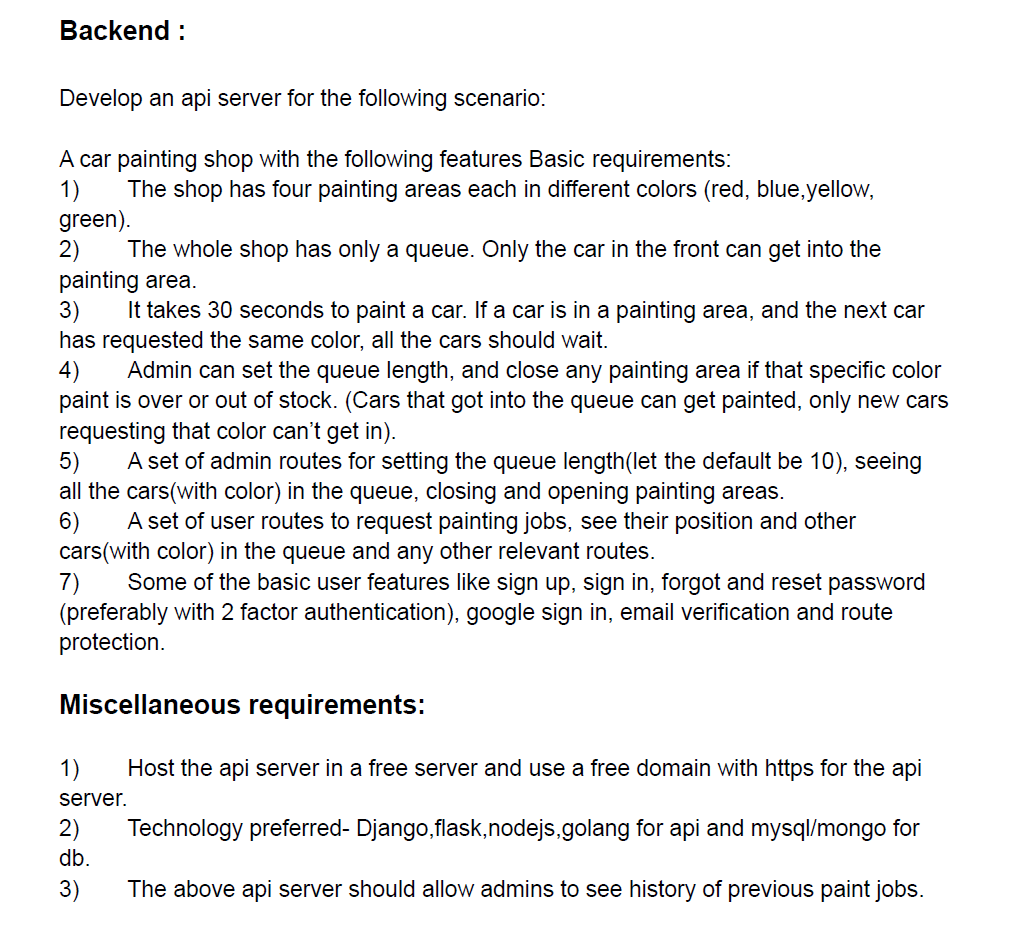 Backend :
Develop an api server for the following scenario:
A car painting shop with the following features Basic requirements:
1) The shop has four painting areas each in different colors (red, blue,yellow,
green).
2) The whole shop has only a queue. Only the car in the front can get into the
painting area.
3) It takes 30 seconds to paint a car. If a car is in a painting area, and the next car
has requested the same color, all the cars should wait.
4) Admin can set the queue length, and close any painting area if that specific color
paint is over or out of stock. (Cars that got into the queue can get painted, only new cars
requesting that color can’t get in).
5) A set of admin routes for setting the queue length(let the default be 10), seeing
all the cars(with color) in the queue, closing and opening painting areas.
6) A set of user routes to request painting jobs, see their position and other
cars(with color) in the queue and any other relevant routes.
7) Some of the basic user features like sign up, sign in, forgot and reset password
(preferably with 2 factor authentication), google sign in, email verification and route
protection.
Miscellaneous requirements:
1) Host the api server in a free server and use a free domain with https for the api
server.
2) Technology preferred- Django,flask,nodejs,golang for api and mysql/mongo for
db.
3) The above api server should allow admins to see history of previous paint jobs.